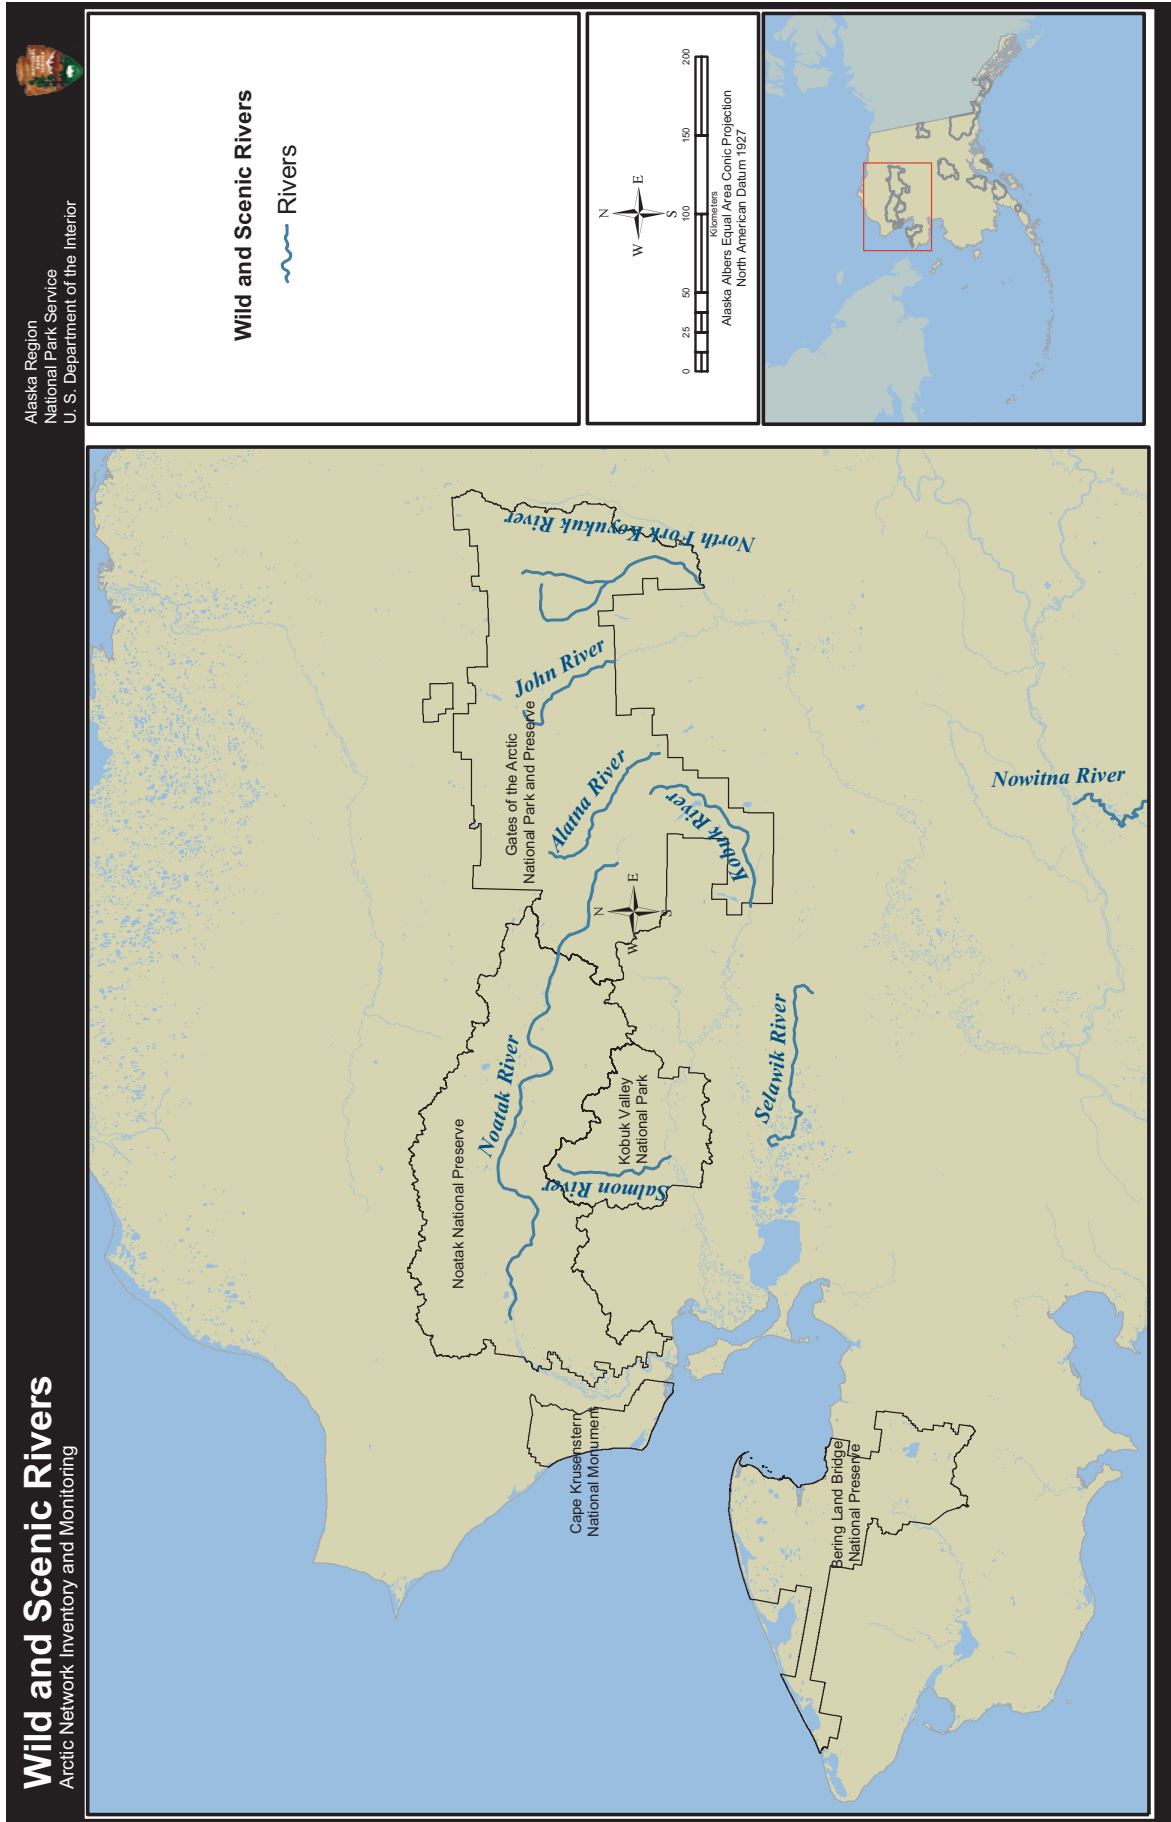 Wild and Scenic Rivers
Arctic Network Inventory and Monitoring
Alaska Region
National Park Service
U. S. Department of the Interior
NATIONAL
PARK
SERVICE
Noatak National Preserve
Noatak River
Gates of the Arctic
National Park and Preserve
John River
North Fork Koyukuk River
Alatna River
Kobuk River
N
W
E
S
Kobuk Valley
National Park
Salmon River
Selawik River
Nowitna River
Cape Krusenstern
National Monument
Bering Land Bridge
National Preserve
Wild and Scenic Rivers
Rivers
N
W
E
S
0 25 50 100 150 200
Kilometers
Alaska Albers Equal Area Conic Projection
North American Datum 1927